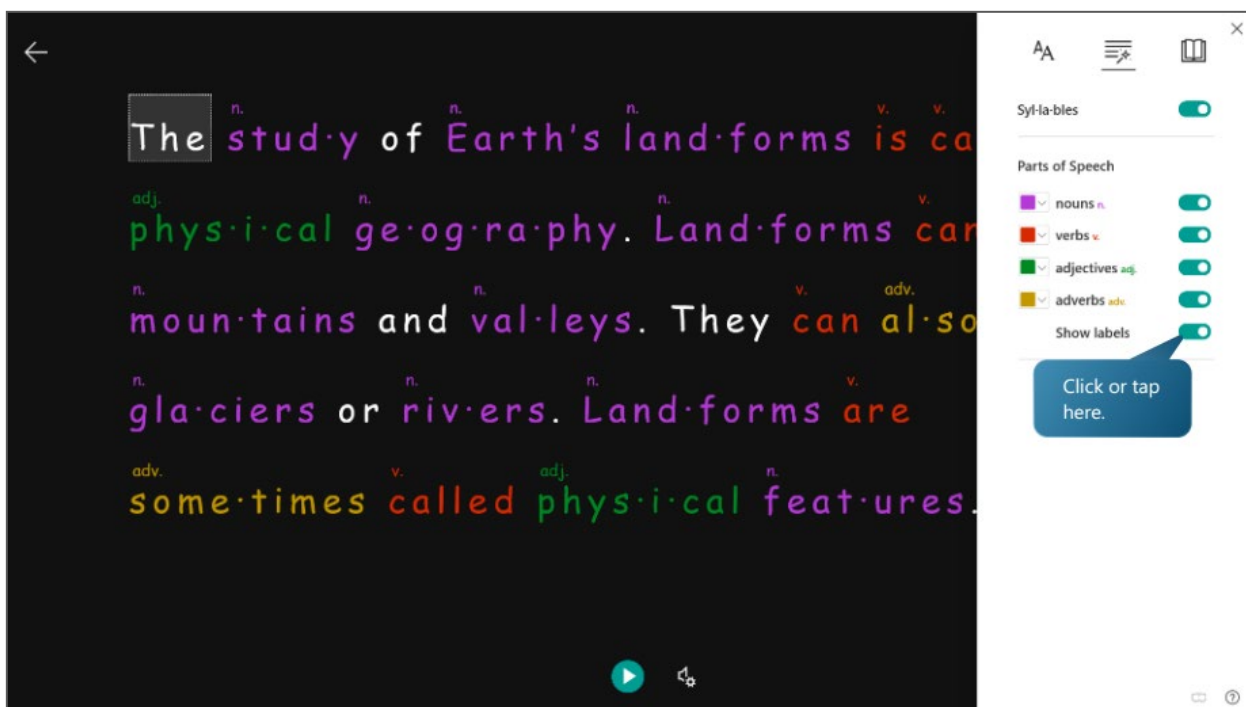 n. n. n. v. v.
The stud·y of Earth's land·forms is ca
adj. n. n. v.
phys·i·cal ge·og·ra·phy. Land·forms can
n. n. v. adv.
moun·tains and val·leys. They can al·so
n. n. n. v.
gla·ciers or riv·ers. Land·forms are
adv. v. adj. n.
some·times called phys·i·cal feat·ures.
AA
Syl·la·bles
Parts of Speech
nouns n.
verbs v.
adjectives adj.
adverbs adv.
Show labels
Click or tap
here.